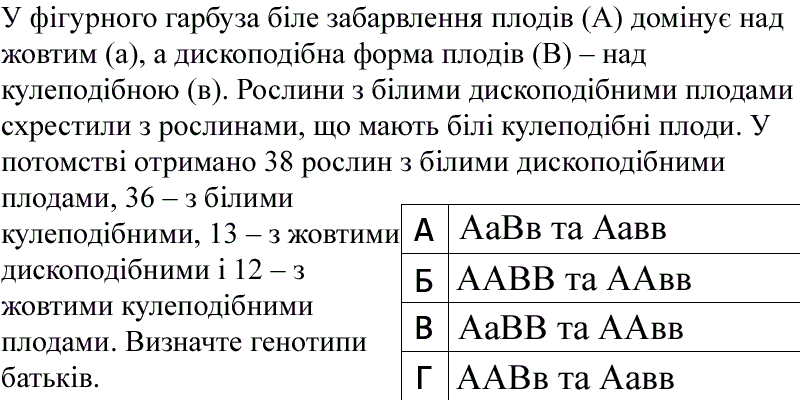 У фігурного гарбуза біле забарвлення плодів (А) домінує над
жовтим (а), а дископодібна форма плодів (В) – над
кулеподібною (в). Рослини з білими дископодібними плодами
схрестили з рослинами, що мають білі кулеподібні плоди. У
потомстві отримано 38 рослин з білими дископодібними
плодами, 36 – з білими
кулеподібними, 13 – з жовтими
дископодібними і 12 – з
жовтими кулеподібними
плодами. Визначте генотипи
батьків.
А АаВв та Аавв
Б ААВВ та ААвв
В АаВВ та ААвв
Г ААВв та Аавв